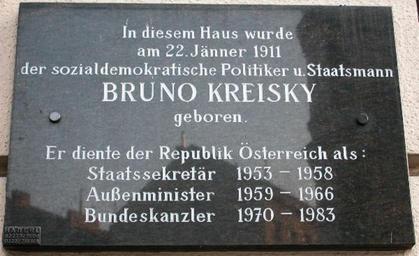 In diesem Haus wurde
am 22. Jänner 1911
der sozialdemokratische Politiker u. Staatsmann
BRUNO KREISKY
geboren.
Er diente der Republik Österreich als:
Staatssekretär 1953 – 1958
Außenminister 1959 – 1966
Bundeskanzler 1970 – 1983